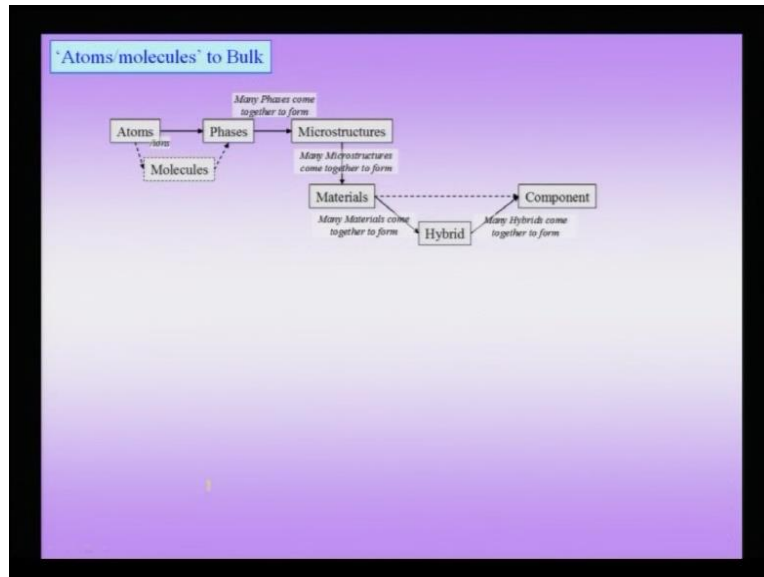 'Atoms/molecules' to Bulk
Many Phases come
together to form
Atoms
Phases
Microstructures
/ions
Molecules
Many Microstructures
come together to form
Materials
Component
Many Materials come
together to form
Hybrid
Many Hybrids come
together to form